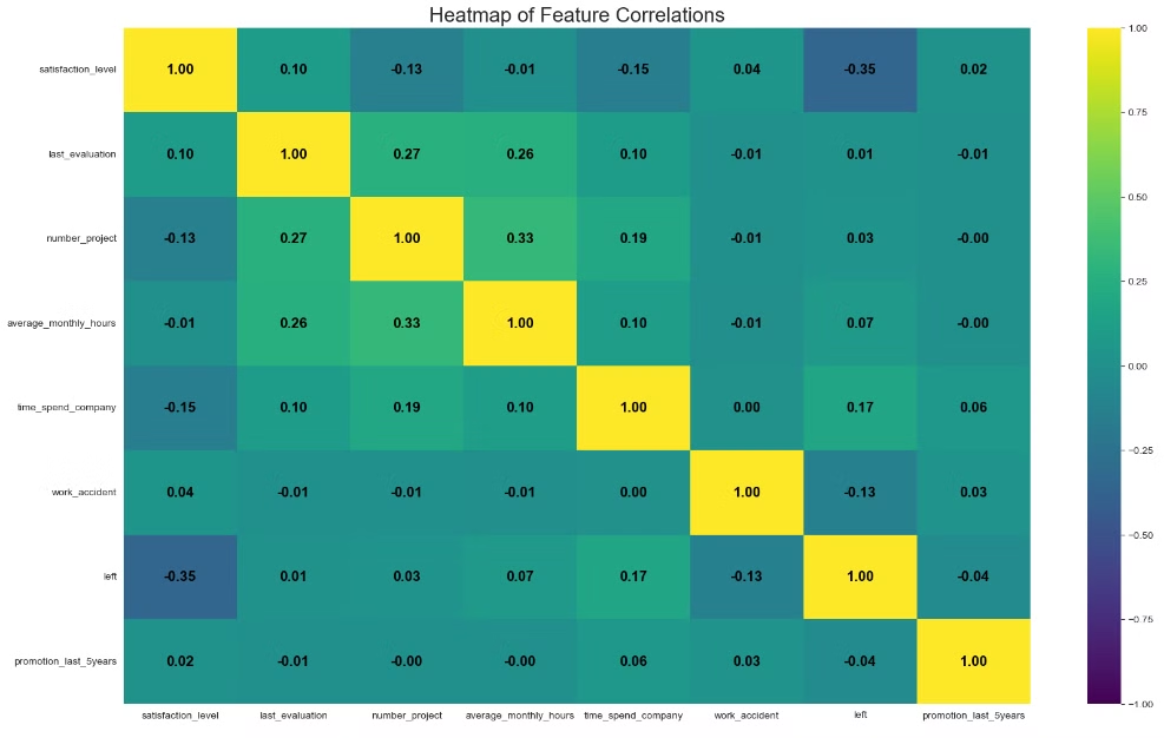 Heatmap of Feature Correlations
satisfaction_level 1.00 0.10 -0.13 -0.01 -0.15 0.04 -0.35 0.02
last_evaluation 0.10 1.00 0.27 0.26 0.10 -0.01 0.01 -0.01
number_project -0.13 0.27 1.00 0.33 0.19 -0.01 0.03 -0.00
average_monthly_hours -0.01 0.26 0.33 1.00 0.10 -0.01 0.07 -0.00
time_spend_company -0.15 0.10 0.19 0.10 1.00 0.00 0.17 0.06
work_accident 0.04 -0.01 -0.01 -0.01 0.00 1.00 -0.13 0.03
left -0.35 0.01 0.03 0.07 0.17 -0.13 1.00 -0.04
promotion_last_5years 0.02 -0.01 -0.00 -0.00 0.06 0.03 -0.04 1.00
satisfaction_level last_evaluation number_project average_monthly_hours time_spend_company work_accident left promotion_last_5years
1.00
0.75
0.50
0.25
0.00
−0.25
−0.50
−0.75
−1.00